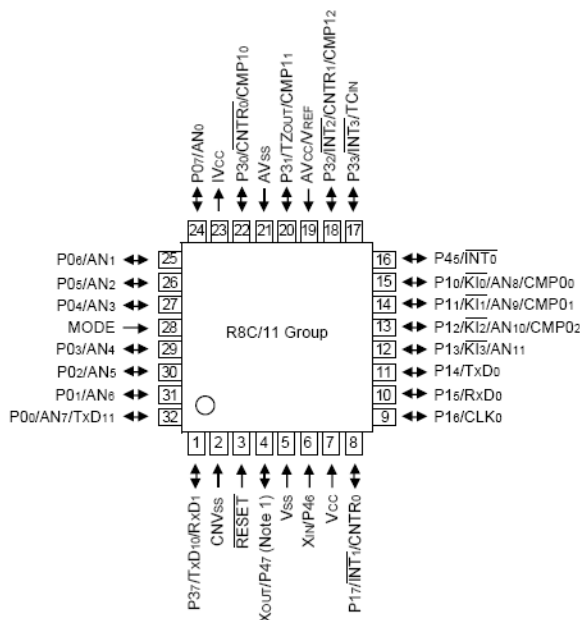 P07/AN0
IVCC
P30/CNTR0/CMP10
AVSS
P31/TZOUT/CMP11
AVCC/VREF
P32/INT2/CNTR1/CMP12
P33/INT3/TCIN
24 23 22 21 20 19 18 17
P06/AN1 25
P05/AN2 26
P04/AN3 27
MODE 28
P03/AN4 29
P02/AN5 30
P01/AN6 31
P00/AN7/TxD11 32
R8C/11 Group
16 P45/INT0
15 P10/KI0/AN8/CMP00
14 P11/KI1/AN9/CMP01
13 P12/KI2/AN10/CMP02
12 P13/KI3/AN11
11 P14/TxD0
10 P15/RxD0
9 P16/CLK0
1 2 3 4 5 6 7 8
P37/TxD10/RxD1
CNVSS
RESET
XOUT/P47 (Note 1)
VSS
XIN/P46
VCC
P17/INT1/CNTR0